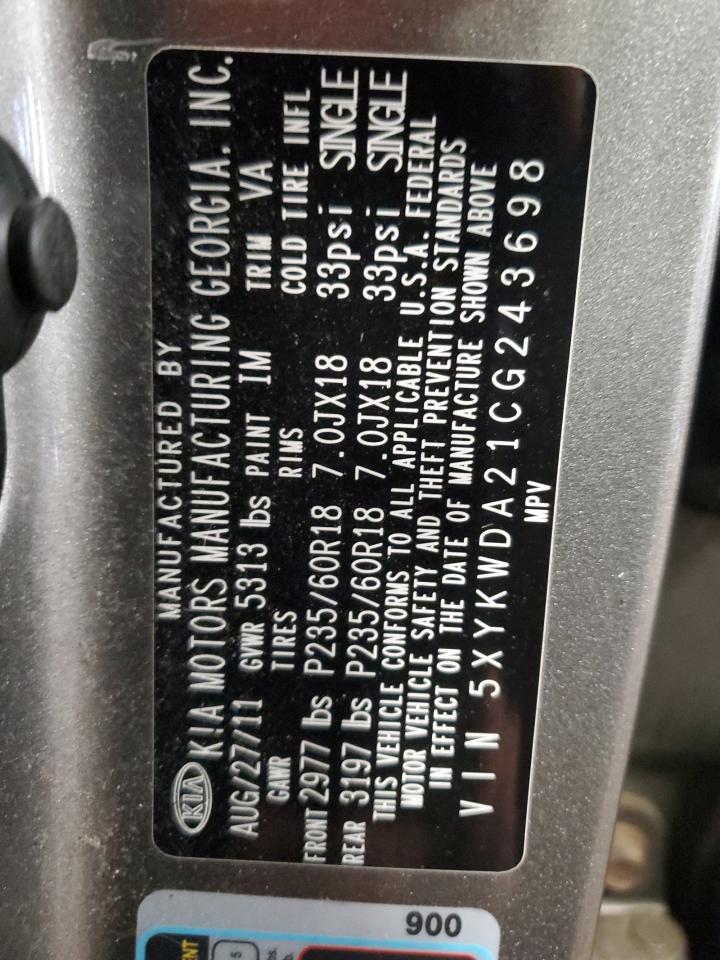 MANUFACTURED BY
KIA KIA MOTORS MANUFACTURING GEORGIA, INC.
AUG/27/11 GVWR 5313 lbs PAINT IM TRIM VA
GAWR TIRES RIMS COLD TIRE INFL
FRONT 2977 lbs P235/60R18 7.0JX18 33psi SINGLE
REAR 3197 lbs P235/60R18 7.0JX18 33psi SINGLE
THIS VEHICLE CONFORMS TO ALL APPLICABLE U.S.A. FEDERAL
MOTOR VEHICLE SAFETY AND THEFT PREVENTION STANDARDS
IN EFFECT ON THE DATE OF MANUFACTURE SHOWN ABOVE
VIN 5XYKWDA21CG243698
MPV
900
5